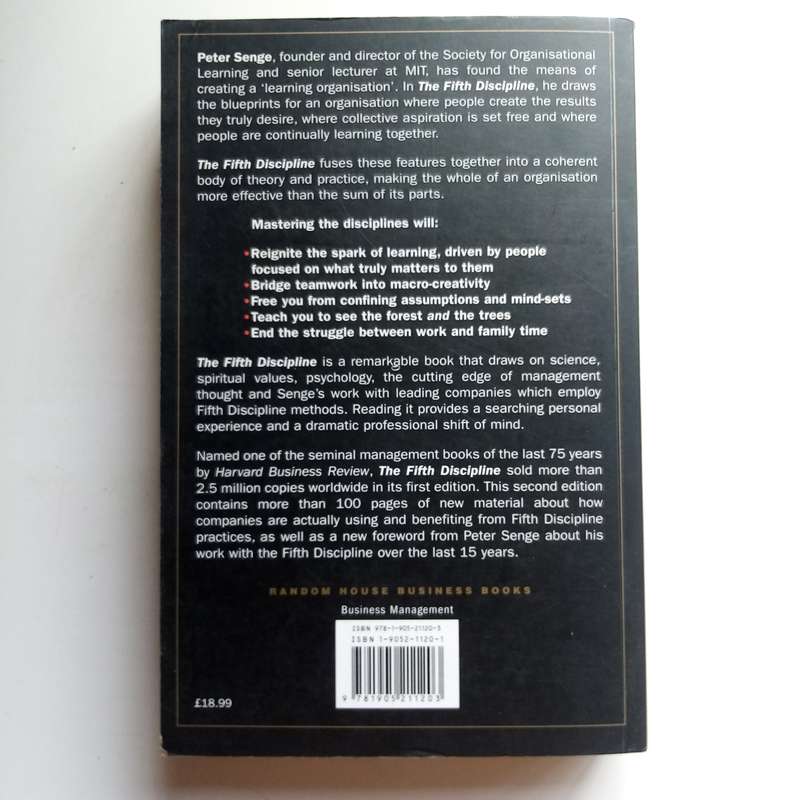 Peter Senge, founder and director of the Society for Organisational
Learning and senior lecturer at MIT, has found the means of
creating a 'learning organisation'. In The Fifth Discipline, he draws
the blueprints for an organisation where people create the results
they truly desire, where collective aspiration is set free and where
people are continually learning together.
The Fifth Discipline fuses these features together into a coherent
body of theory and practice, making the whole of an organisation
more effective than the sum of its parts.
Mastering the disciplines will:
•Reignite the spark of learning, driven by people
focused on what truly matters to them
•Bridge teamwork into macro-creativity
•Free you from confining assumptions and mind-sets
•Teach you to see the forest and the trees
•End the struggle between work and family time
The Fifth Discipline is a remarkable book that draws on science,
spiritual values, psychology, the cutting edge of management
thought and Senge's work with leading companies which employ
Fifth Discipline methods. Reading it provides a searching personal
experience and a dramatic professional shift of mind.
Named one of the seminal management books of the last 75 years
by Harvard Business Review, The Fifth Discipline sold more than
2.5 million copies worldwide in its first edition. This second edition
contains more than 100 pages of new material about how
companies are actually using and benefiting from Fifth Discipline
practices, as well as a new foreword from Peter Senge about his
work with the Fifth Discipline over the last 15 years.
RANDOM HOUSE BUSINESS BOOKS
Business Management
ISBN 978-1-905-21120-3
ISBN 1-9052-1120-1
9 781905 211203
£18.99